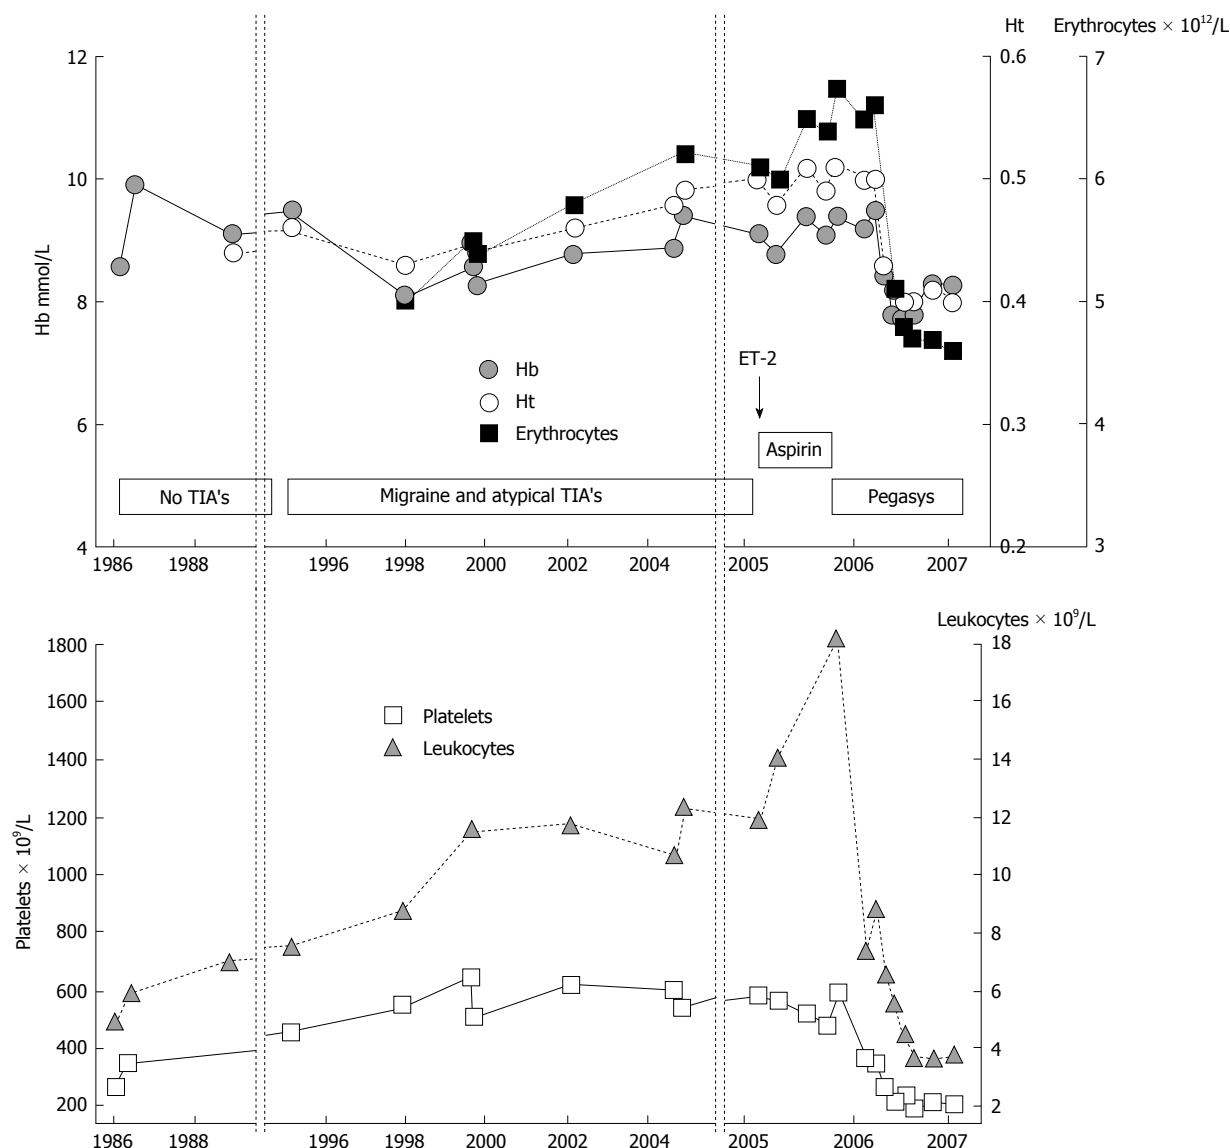 Ht Erythrocytes × 10¹²/L
12 0.6 7
10 0.5 6
Hb mmol/L
8 0.4 5
Hb
Ht
Erythrocytes
ET-2
6 0.3 4
Aspirin
No TIA's Migraine and atypical TIA's Pegasys
4 0.2 3
1986 1988 1996 1998 2000 2002 2004 2005 2006 2007
Leukocytes × 10⁹/L
1800 18
1600 16
Platelets
Leukocytes
1400 14
1200 12
Platelets × 10⁹/L
1000 10
800 8
600 6
400 4
200 2
1986 1988 1996 1998 2000 2002 2004 2005 2006 2007